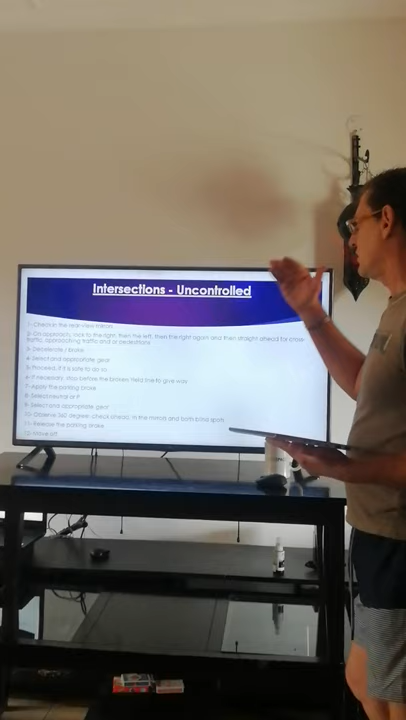 Intersections - Uncontrolled
1- Check in the rear-view mirrors
2- On approach, look to the right, then the left, then the right again and then straight ahead for cross-
traffic, approaching traffic and or pedestrians
3- Decelerate / brake
4- Select and appropriate gear
5- Proceed, if it is safe to do so
6- If necessary, stop before the broken yield line to give way
7- Apply the parking brake
8- Select neutral or P
9- Select and appropriate gear
10- Observe 360 degree: check ahead, in the mirrors and both blind spots
11- Release the parking brake
12- Move off